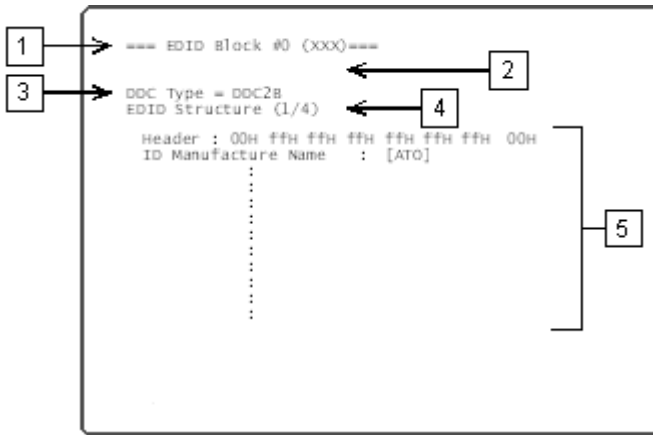 1
=== EDID Block #0 (XXX)===
2
3
DDC Type = DDC2B
EDID Structure (1/4)
4
Header : 00H ffH ffH ffH ffH ffH ffH 00H
ID Manufacture Name : [ATO]
5